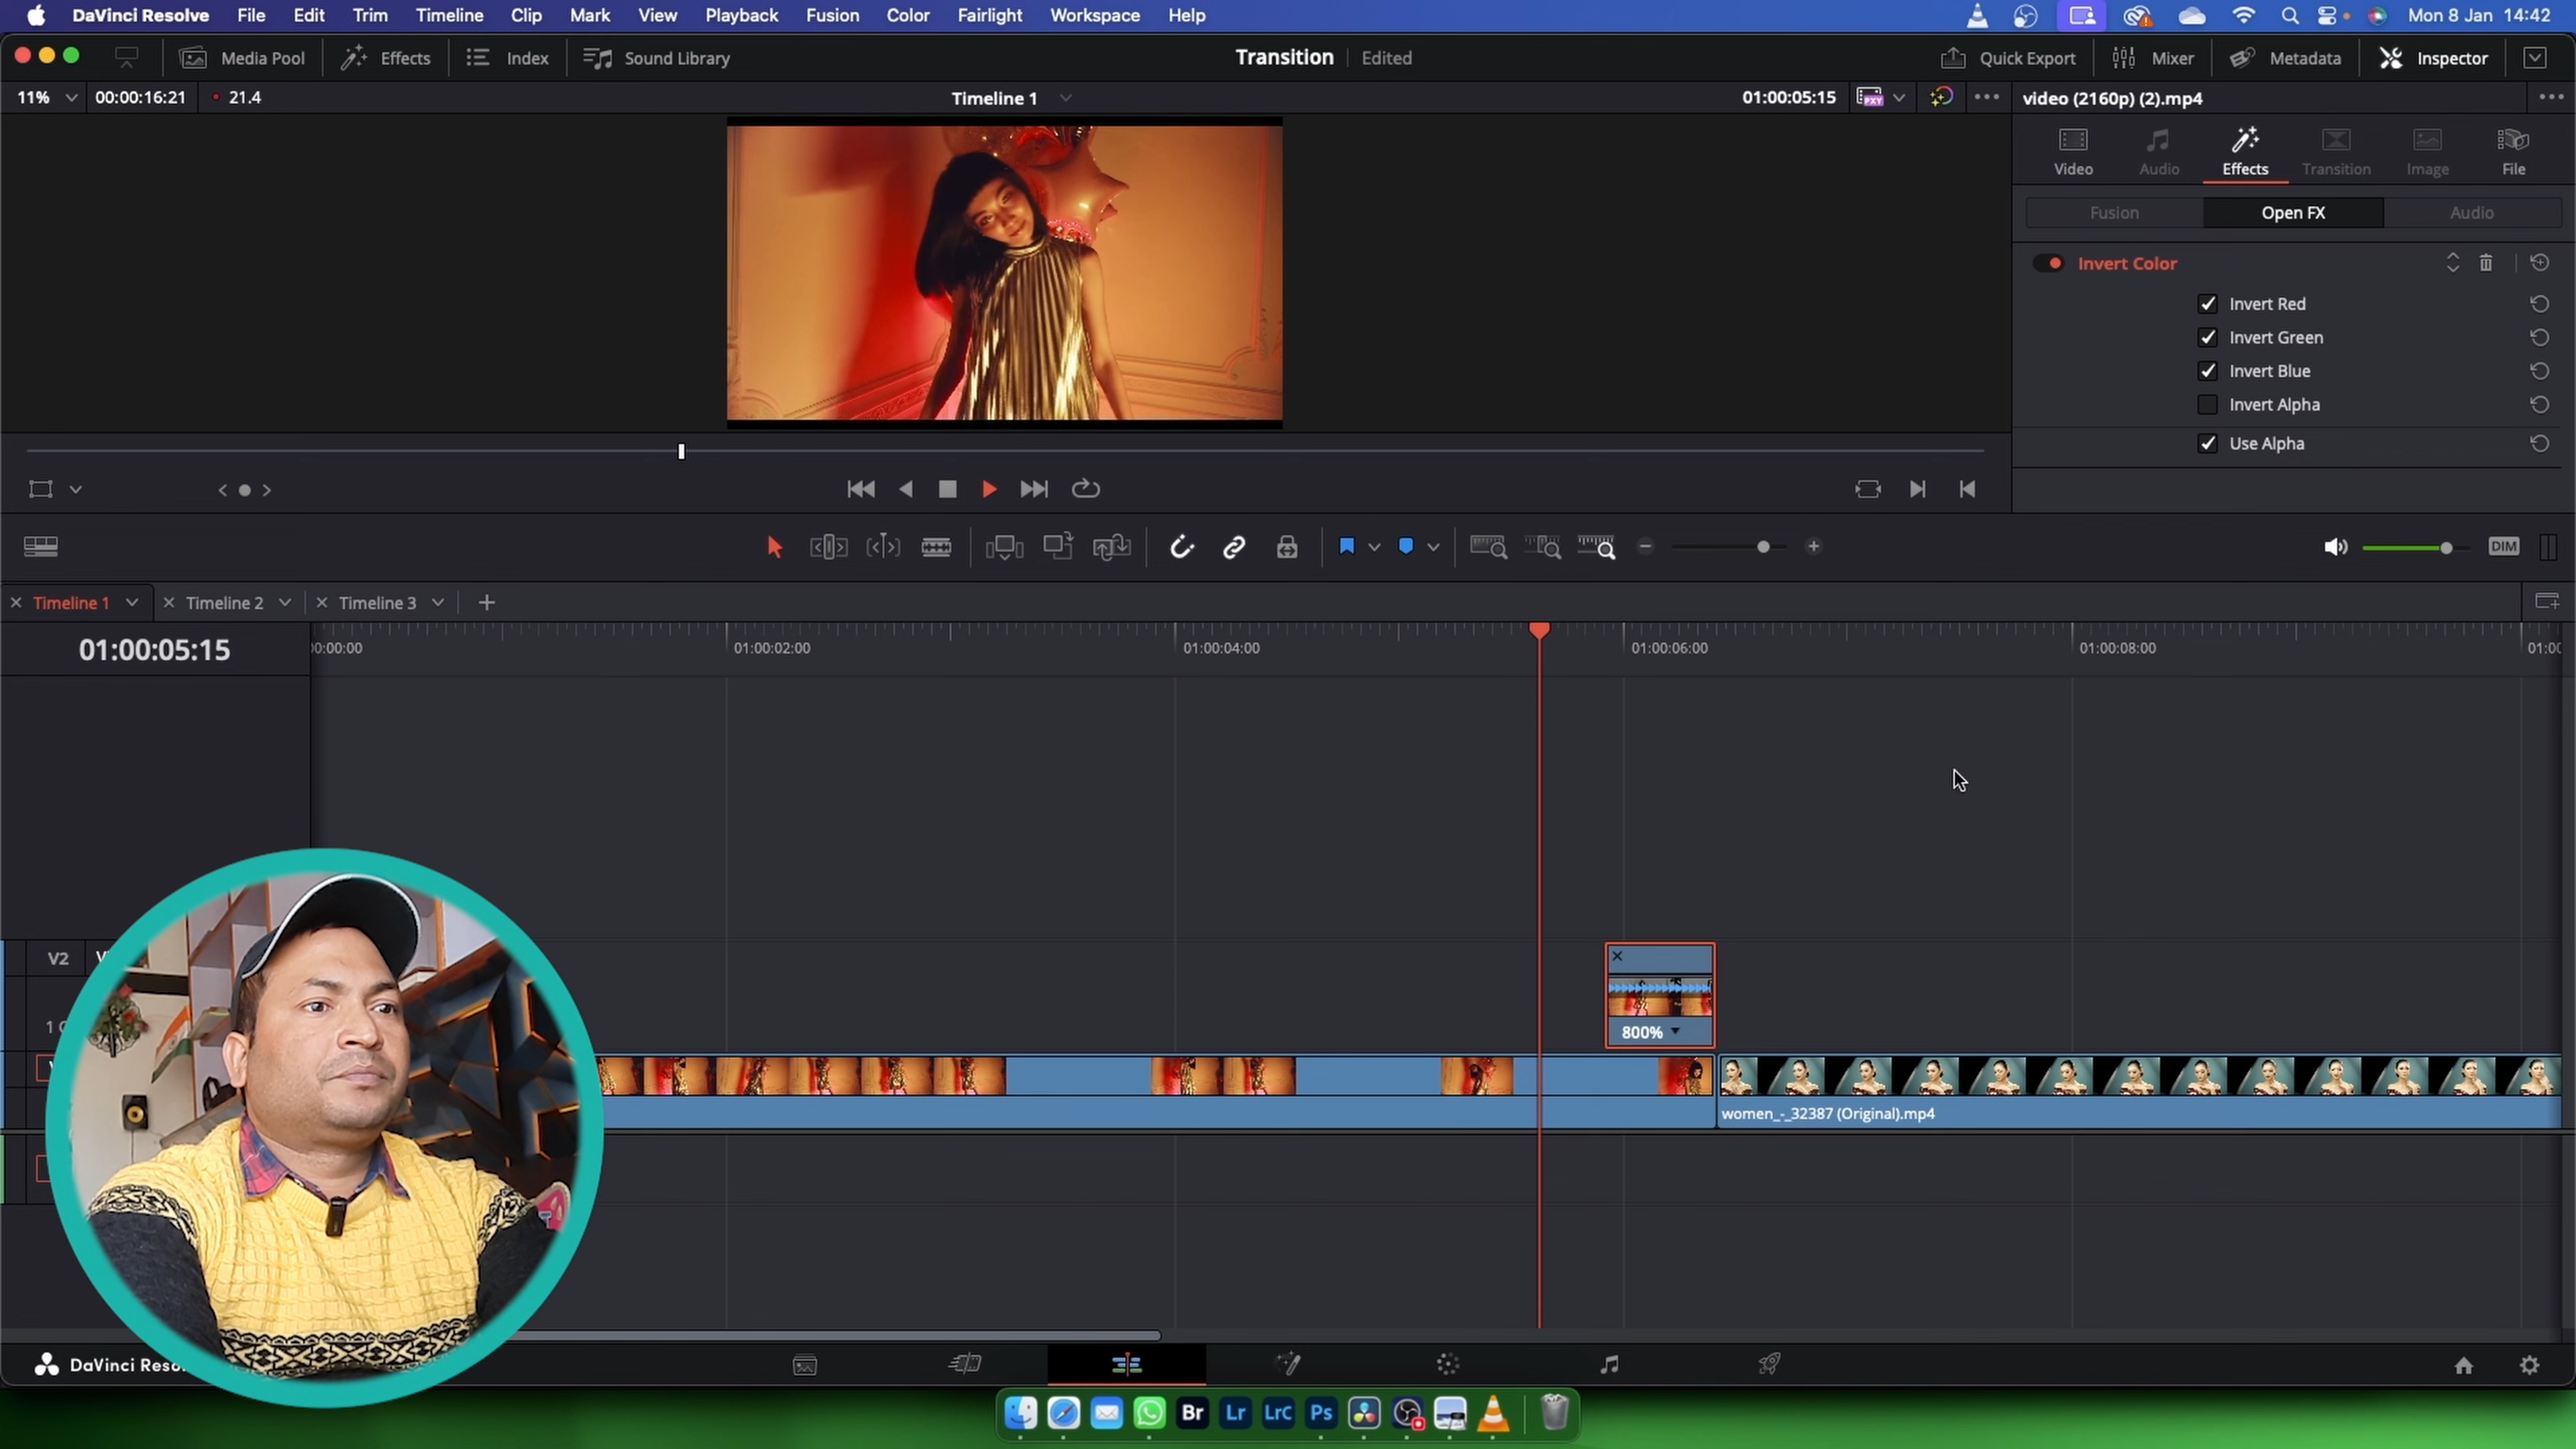 DaVinci Resolve File Edit Trim Timeline Clip Mark View Playback Fusion Color Fairlight Workspace Help Mon 8 Jan 14:42
Media Pool Effects Index Sound Library Transition Edited Quick Export Mixer Metadata Inspector
11% 00:00:16:21 21.4 Timeline 1 01:00:05:15 PXY video (2160p) (2).mp4
Video Audio Effects Transition Image File
Fusion Open FX Audio
Invert Color
Invert Red
Invert Green
Invert Blue
Invert Alpha
Use Alpha
DIM
Timeline 1 Timeline 2 Timeline 3
01:00:05:15 00:00:00 01:00:02:00 01:00:04:00 01:00:06:00 01:00:08:00
V2
800%
women_-_32387 (Original).mp4
DaVinci Reso
Br Lr LrC Ps